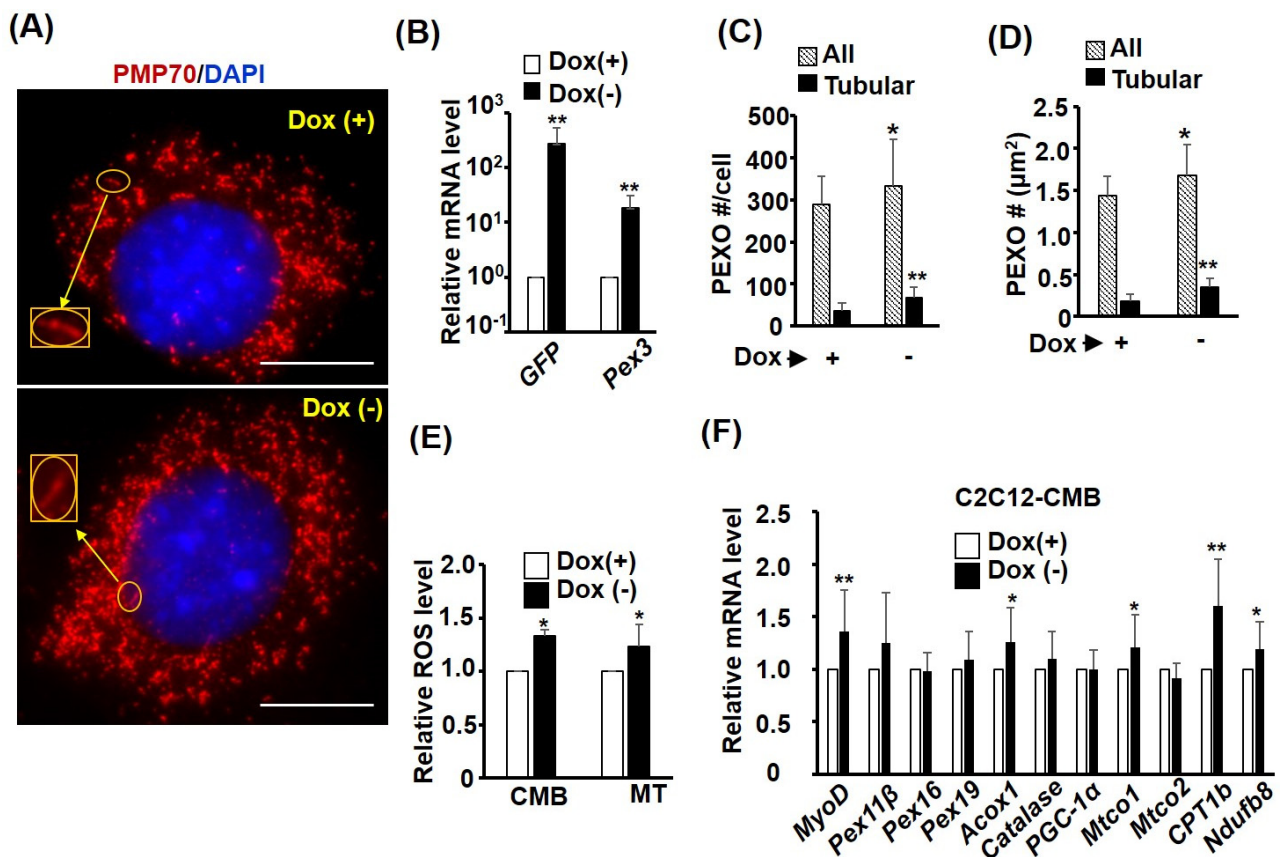 (A)
PMP70/DAPI
Dox (+)
Dox (-)
(B)
Dox(+)
Dox(-)
Relative mRNA level
10³
10²
10¹
10⁰
10⁻¹
**
**
GFP
Pex3
(C)
All
Tubular
PEXO #/cell
500
400
300
200
100
0
*
**
Dox
+
-
(D)
All
Tubular
PEXO # (µm²)
2.5
2.0
1.5
1.0
0.5
0
*
**
Dox
+
-
(E)
Dox(+)
Dox (-)
Relative ROS level
2.0
1.5
1.0
0.5
0
*
*
CMB
MT
(F)
C2C12-CMB
Dox(+)
Dox (-)
Relative mRNA level
2.5
2.0
1.5
1.0
0.5
0
**
*
*
**
*
MyoD
Pex11β
Pex16
Pex19
Acox1
Catalase
PGC-1α
Mtco1
Mtco2
CPT1b
Ndufb8